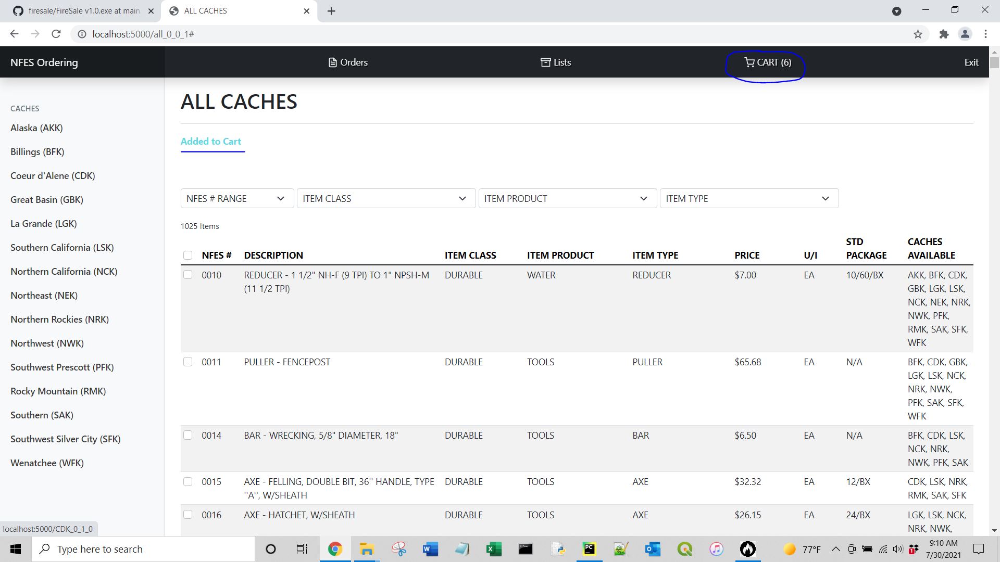 firesale/FireSale v1.0.exe at main
ALL CACHES
localhost:5000/all_0_0_1#
NFES Ordering
Orders
Lists
CART (6)
Exit
CACHES
Alaska (AKK)
Billings (BFK)
Coeur d'Alene (CDK)
Great Basin (GBK)
La Grande (LGK)
Southern California (LSK)
Northern California (NCK)
Northeast (NEK)
Northern Rockies (NRK)
Northwest (NWK)
Southwest Prescott (PFK)
Rocky Mountain (RMK)
Southern (SAK)
Southwest Silver City (SFK)
Wenatchee (WFK)
ALL CACHES
Added to Cart
NFES # RANGE
ITEM CLASS
ITEM PRODUCT
ITEM TYPE
1025 Items
NFES # DESCRIPTION ITEM CLASS ITEM PRODUCT ITEM TYPE PRICE U/I STD PACKAGE CACHES AVAILABLE
0010 REDUCER - 1 1/2" NH-F (9 TPI) TO 1" NPSH-M DURABLE WATER REDUCER $7.00 EA 10/60/BX AKK, BFK, CDK,
(11 1/2 TPI) GBK, LGK, LSK,
NCK, NEK, NRK,
NWK, PFK,
RMK, SAK, SFK,
WFK
0011 PULLER - FENCEPOST DURABLE TOOLS PULLER $65.68 EA N/A BFK, CDK, GBK,
LGK, LSK, NCK,
NRK, NWK,
PFK, SAK, SFK,
WFK
0014 BAR - WRECKING, 5/8" DIAMETER, 18" DURABLE TOOLS BAR $6.50 EA N/A BFK, CDK, LSK,
NCK, NRK,
NWK, PFK, SAK
0015 AXE - FELLING, DOUBLE BIT, 36'' HANDLE, TYPE DURABLE TOOLS AXE $32.32 EA 12/BX CDK, LSK, NRK,
''A'', W/SHEATH RMK, SAK, SFK
0016 AXE - HATCHET, W/SHEATH DURABLE TOOLS AXE $26.15 EA 24/BX LGK, LSK, NCK,
NRK, NWK,
localhost:5000/CDK_0_1_0
Type here to search
W
X
PC
77°F
1
9:10 AM
7/30/2021